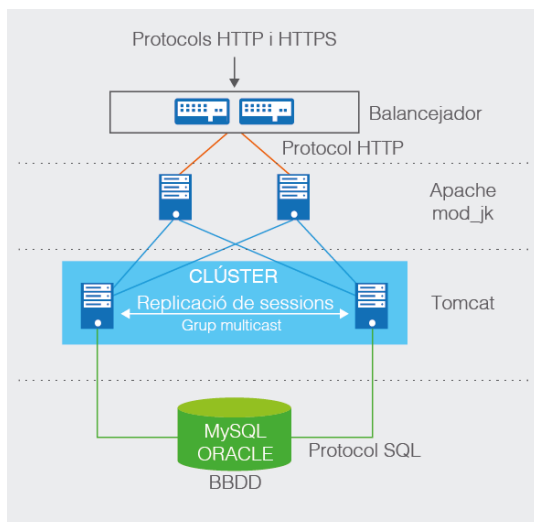 Protocols HTTP i HTTPS
Balancejador
Protocol HTTP
Apache
mod_jk
CLÚSTER
Replicació de sessions
Grup multicast
Tomcat
MySQL
ORACLE
Protocol SQL
BBDD